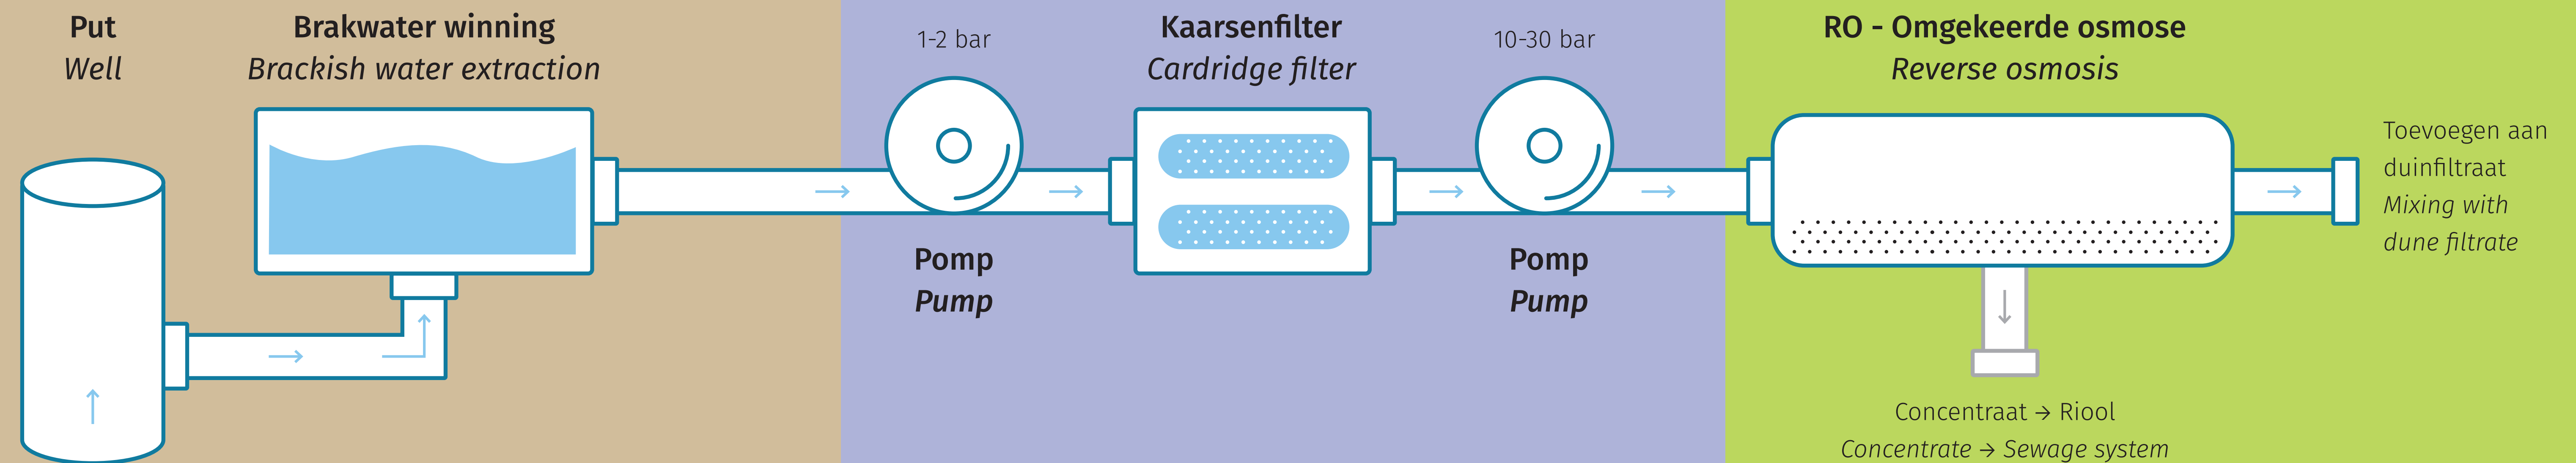 Put
Well
Brakwater winning
Brackish water extraction
1-2 bar
Pomp
Pump
Kaarsenfilter
Cardridge filter
10-30 bar
Pomp
Pump
RO - Omgekeerde osmose
Reverse osmosis
Toevoegen aan
duinfiltraat
Mixing with
dune filtrate
Concentraat → Riool
Concentrate → Sewage system